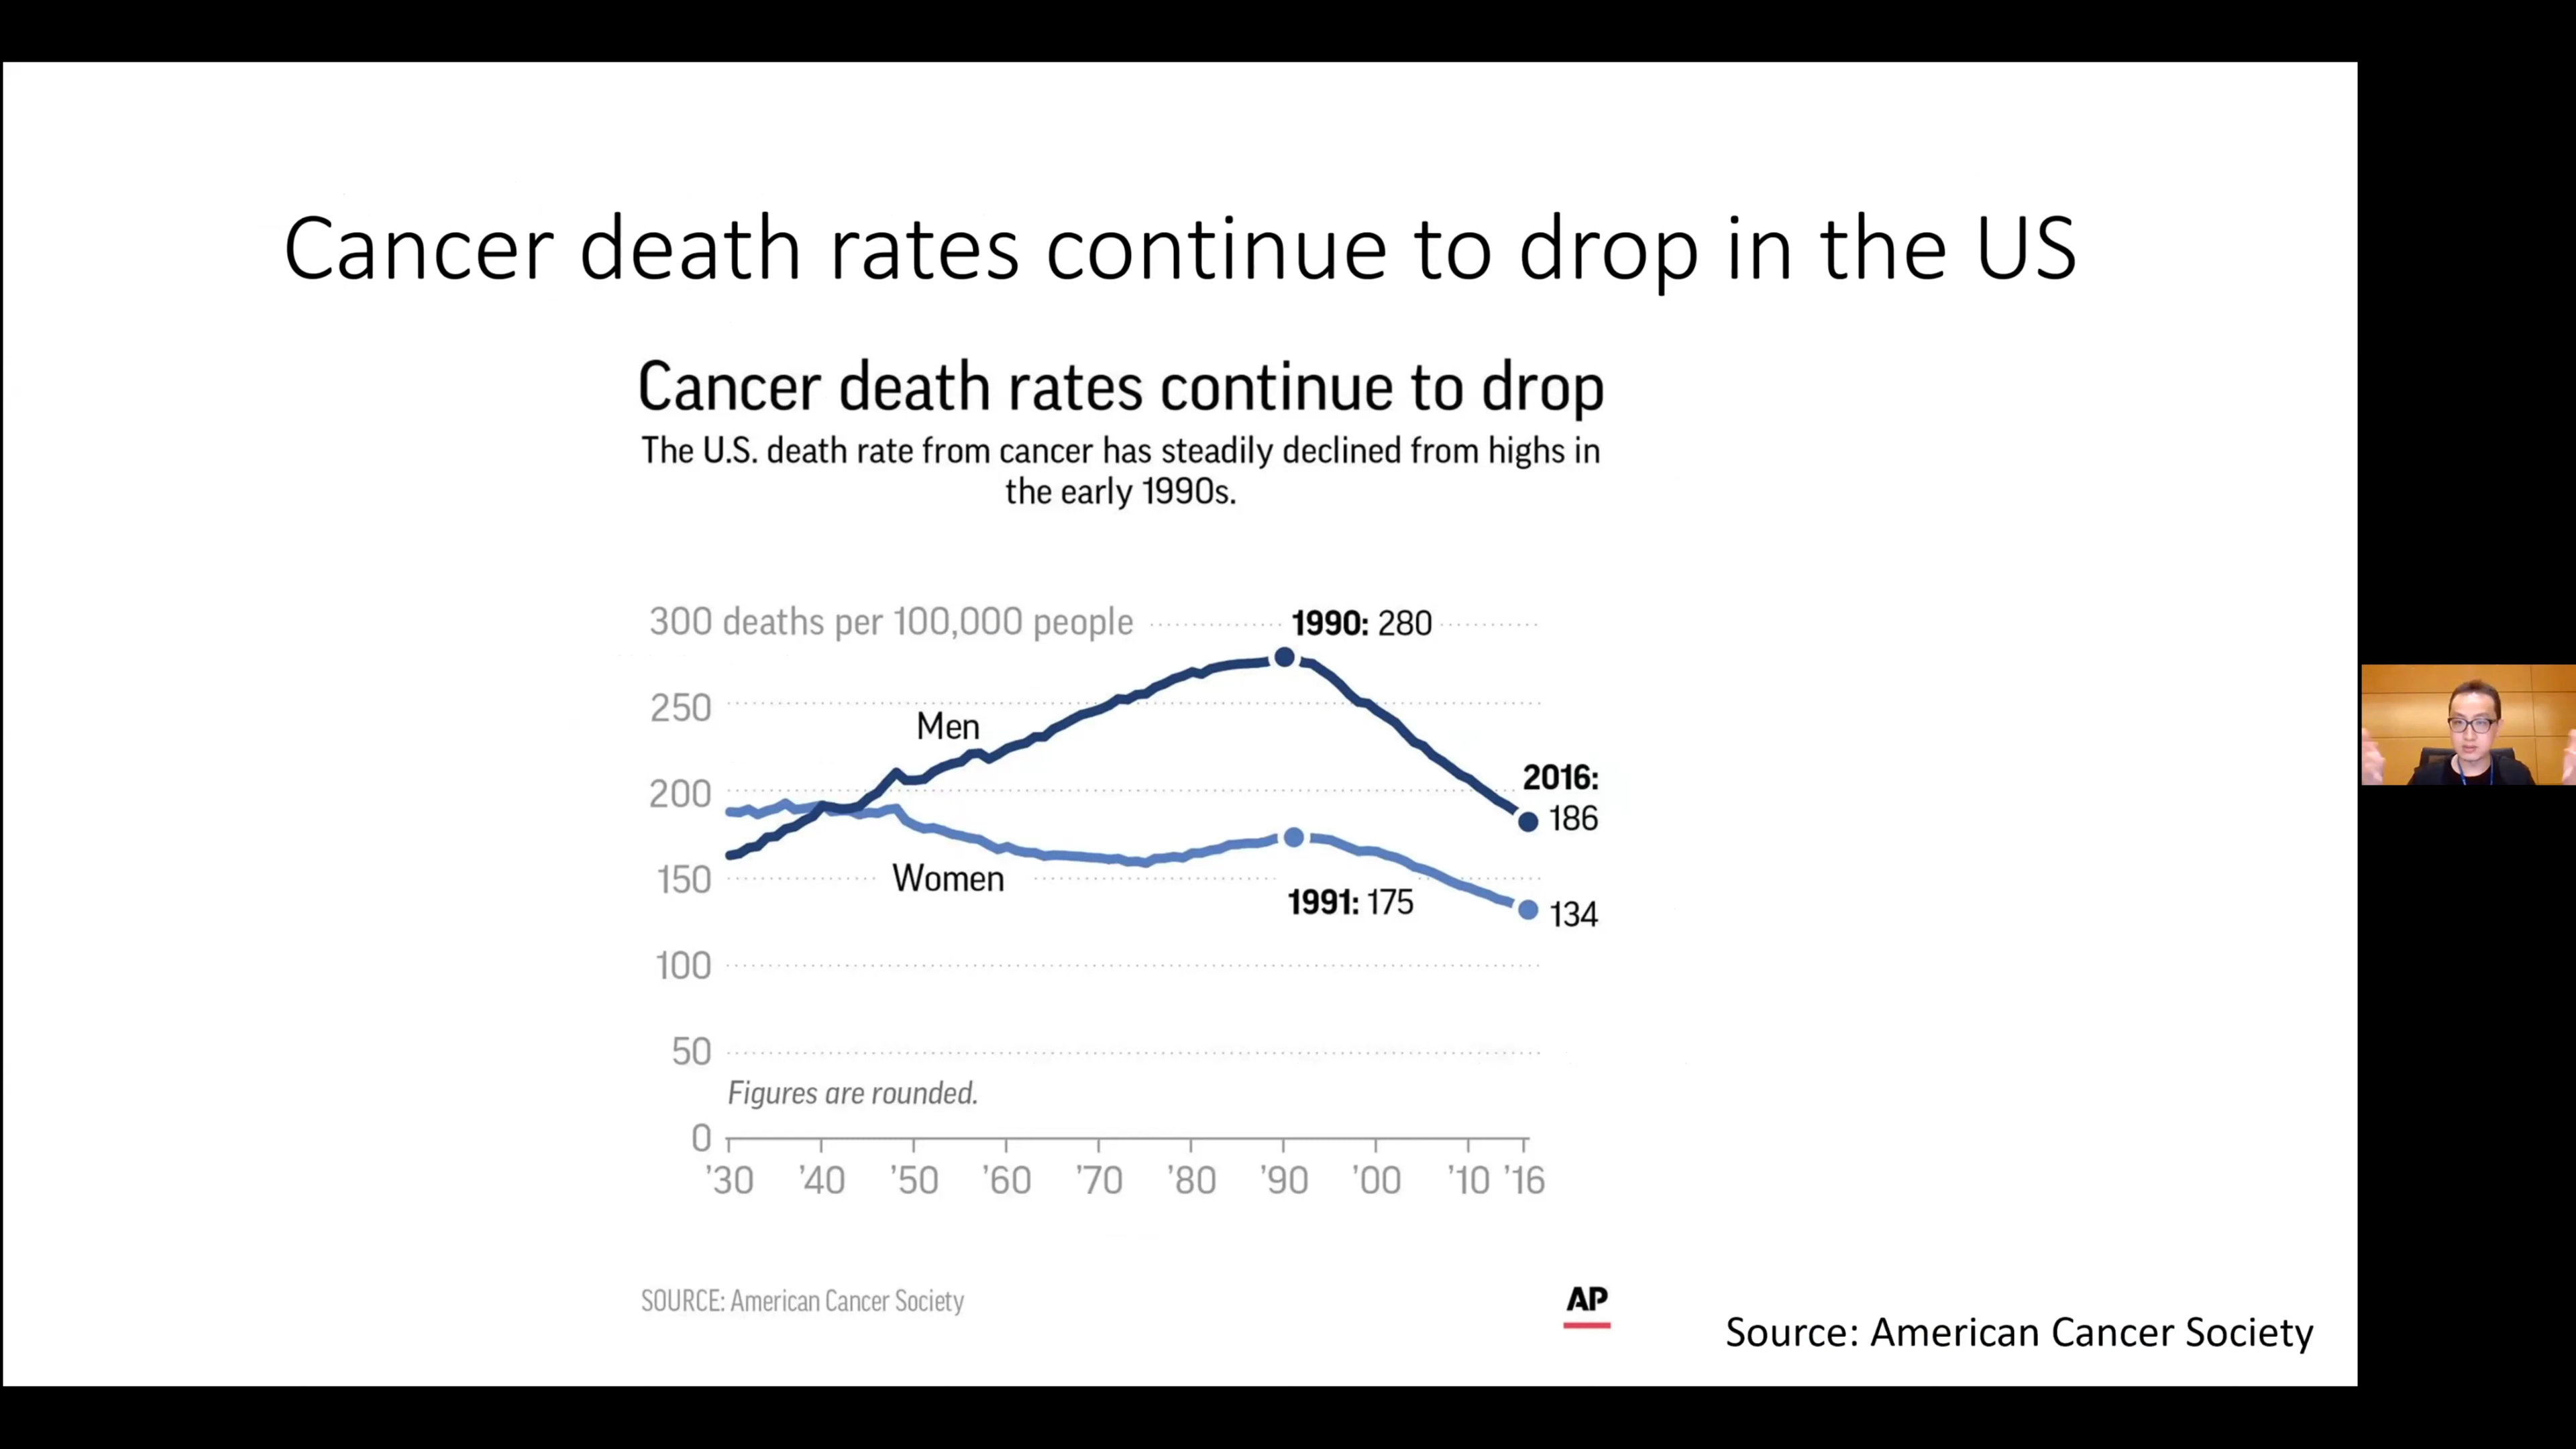 Cancer death rates continue to drop in the US
Cancer death rates continue to drop
The U.S. death rate from cancer has steadily declined from highs in
the early 1990s.
300 deaths per 100,000 people
1990: 280
250
Men
200
2016:
186
150
Women
1991: 175
134
100
50
Figures are rounded.
0
'30 '40 '50 '60 '70 '80 '90 '00 '10 '16
SOURCE: American Cancer Society
AP
Source: American Cancer Society